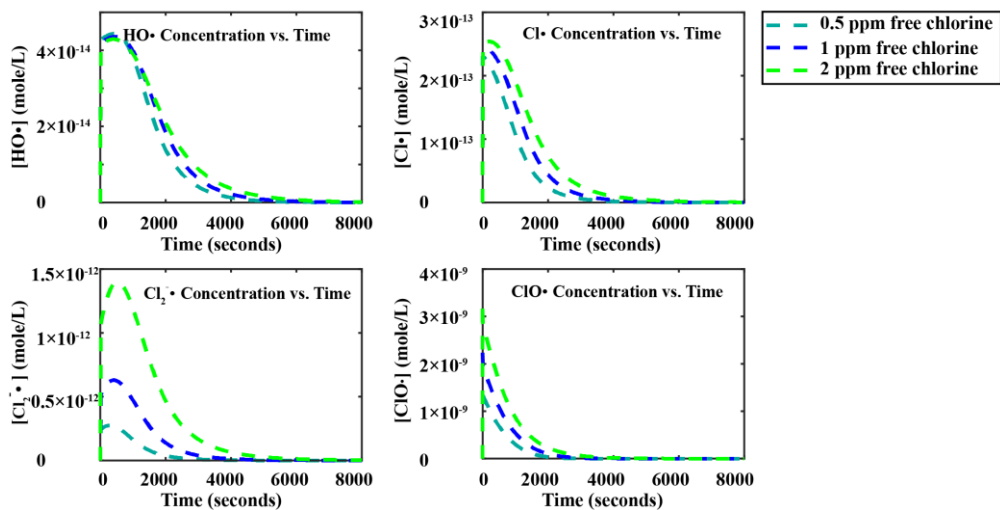 HO• Concentration vs. Time
4×10⁻¹⁴
2×10⁻¹⁴
0
[HO•] (mole/L)
0 2000 4000 6000 8000
Time (seconds)
Cl• Concentration vs. Time
3×10⁻¹³
2×10⁻¹³
1×10⁻¹³
0
[Cl•] (mole/L)
0 2000 4000 6000 8000
Time (seconds)
0.5 ppm free chlorine
1 ppm free chlorine
2 ppm free chlorine
Cl₂⁻• Concentration vs. Time
1.5×10⁻¹²
1×10⁻¹²
0.5×10⁻¹²
0
[Cl₂⁻•] (mole/L)
0 2000 4000 6000 8000
Time (seconds)
ClO• Concentration vs. Time
4×10⁻⁹
3×10⁻⁹
2×10⁻⁹
1×10⁻⁹
0
[ClO•] (mole/L)
0 2000 4000 6000 8000
Time (seconds)